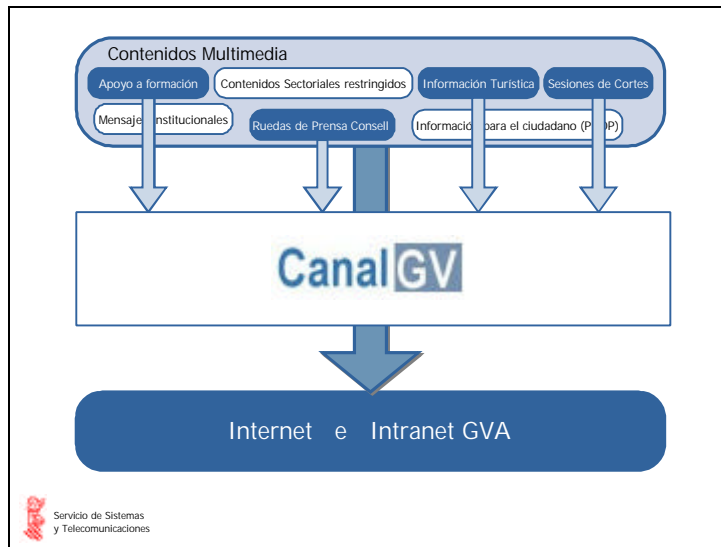 Contenidos Multimedia
Apoyo a formación
Contenidos Sectoriales restringidos
Información Turística
Sesiones de Cortes
Institucionales
Ruedas de Prensa Consell
Información para el ciudadano
CanalGV
Internet e Intranet GVA
Servicio de Sistemas
y Telecomunicaciones